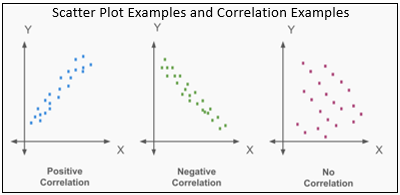 Scatter Plot Examples and Correlation Examples
Y
Y
Y
X
X
X
Positive
Correlation
Negative
Correlation
No
Correlation